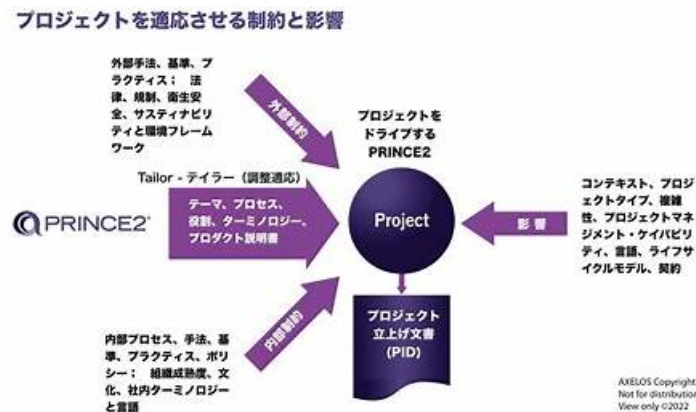 プロジェクトを適応させる制約と影響
外部手法、基準、プ
ラクティス； 法
律、規制、衛生安
全、サスティナビリ
ティと環境フレーム
ワーク
外部制約
プロジェクトを
ドライブする
PRINCE2
Tailor - テイラー（調整適応）
PRINCE2
テーマ、プロセス、
役割、ターミノロジー、
プロダクト説明書
Project
影響
コンテキスト、プロジ
ェクトタイプ、複雑
性、プロジェクトマネ
ジメント・ケイパビリ
ティ、言語、ライフサ
イクルモデル、契約
内部制約
プロジェクト
立上げ文書
(PID)
内部プロセス、手法、基
準、プラクティス、ポリ
シー； 組織成熟度、文
化、社内ターミノロジー
と言語
AXELOS Copyright
Not for distribution
View only ©2022